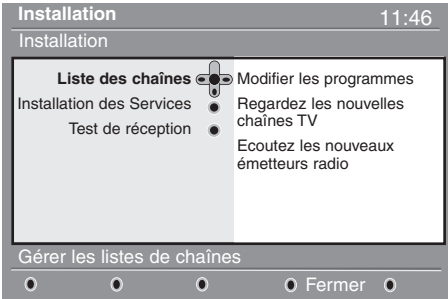 Installation 11:46
Installation
Liste des chaînes
Installation des Services
Test de réception
Modifier les programmes
Regardez les nouvelles
chaînes TV
Ecoutez les nouveaux
émetteurs radio
Gérer les listes de chaînes
Fermer